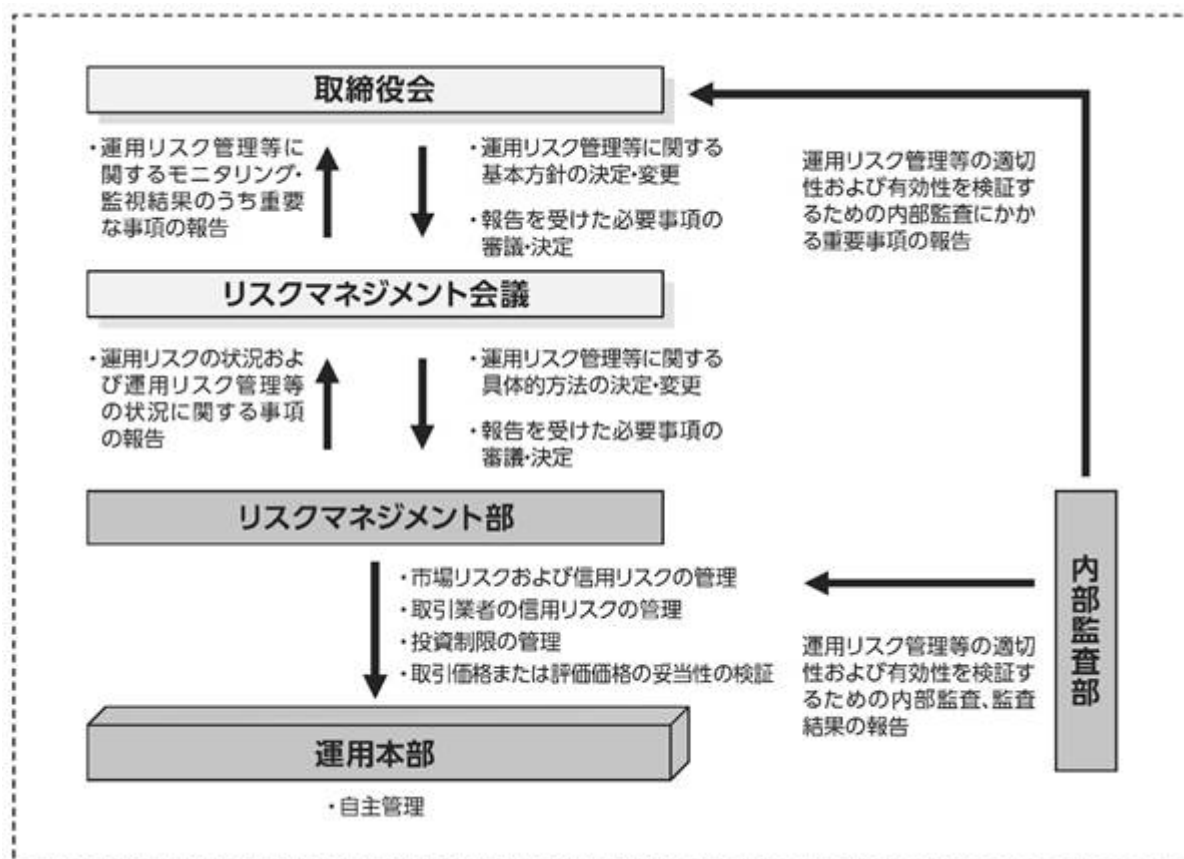 取締役会
・運用リスク管理等に
関するモニタリング・
監視結果のうち重要
な事項の報告
・運用リスク管理等に関する
基本方針の決定・変更
・報告を受けた必要事項の
審議・決定
運用リスク管理等の適切
性および有効性を検証す
るための内部監査にかか
る重要事項の報告
リスクマネジメント会議
・運用リスクの状況およ
び運用リスク管理等
の状況に関する事項
の報告
・運用リスク管理等に関する
具体的方法の決定・変更
・報告を受けた必要事項の
審議・決定
リスクマネジメント部
・市場リスクおよび信用リスクの管理
・取引業者の信用リスクの管理
・投資制限の管理
・取引価格または評価価格の妥当性の検証
運用リスク管理等の適切
性および有効性を検証す
るための内部監査、監査
結果の報告
内部監査部
運用本部
・自主管理